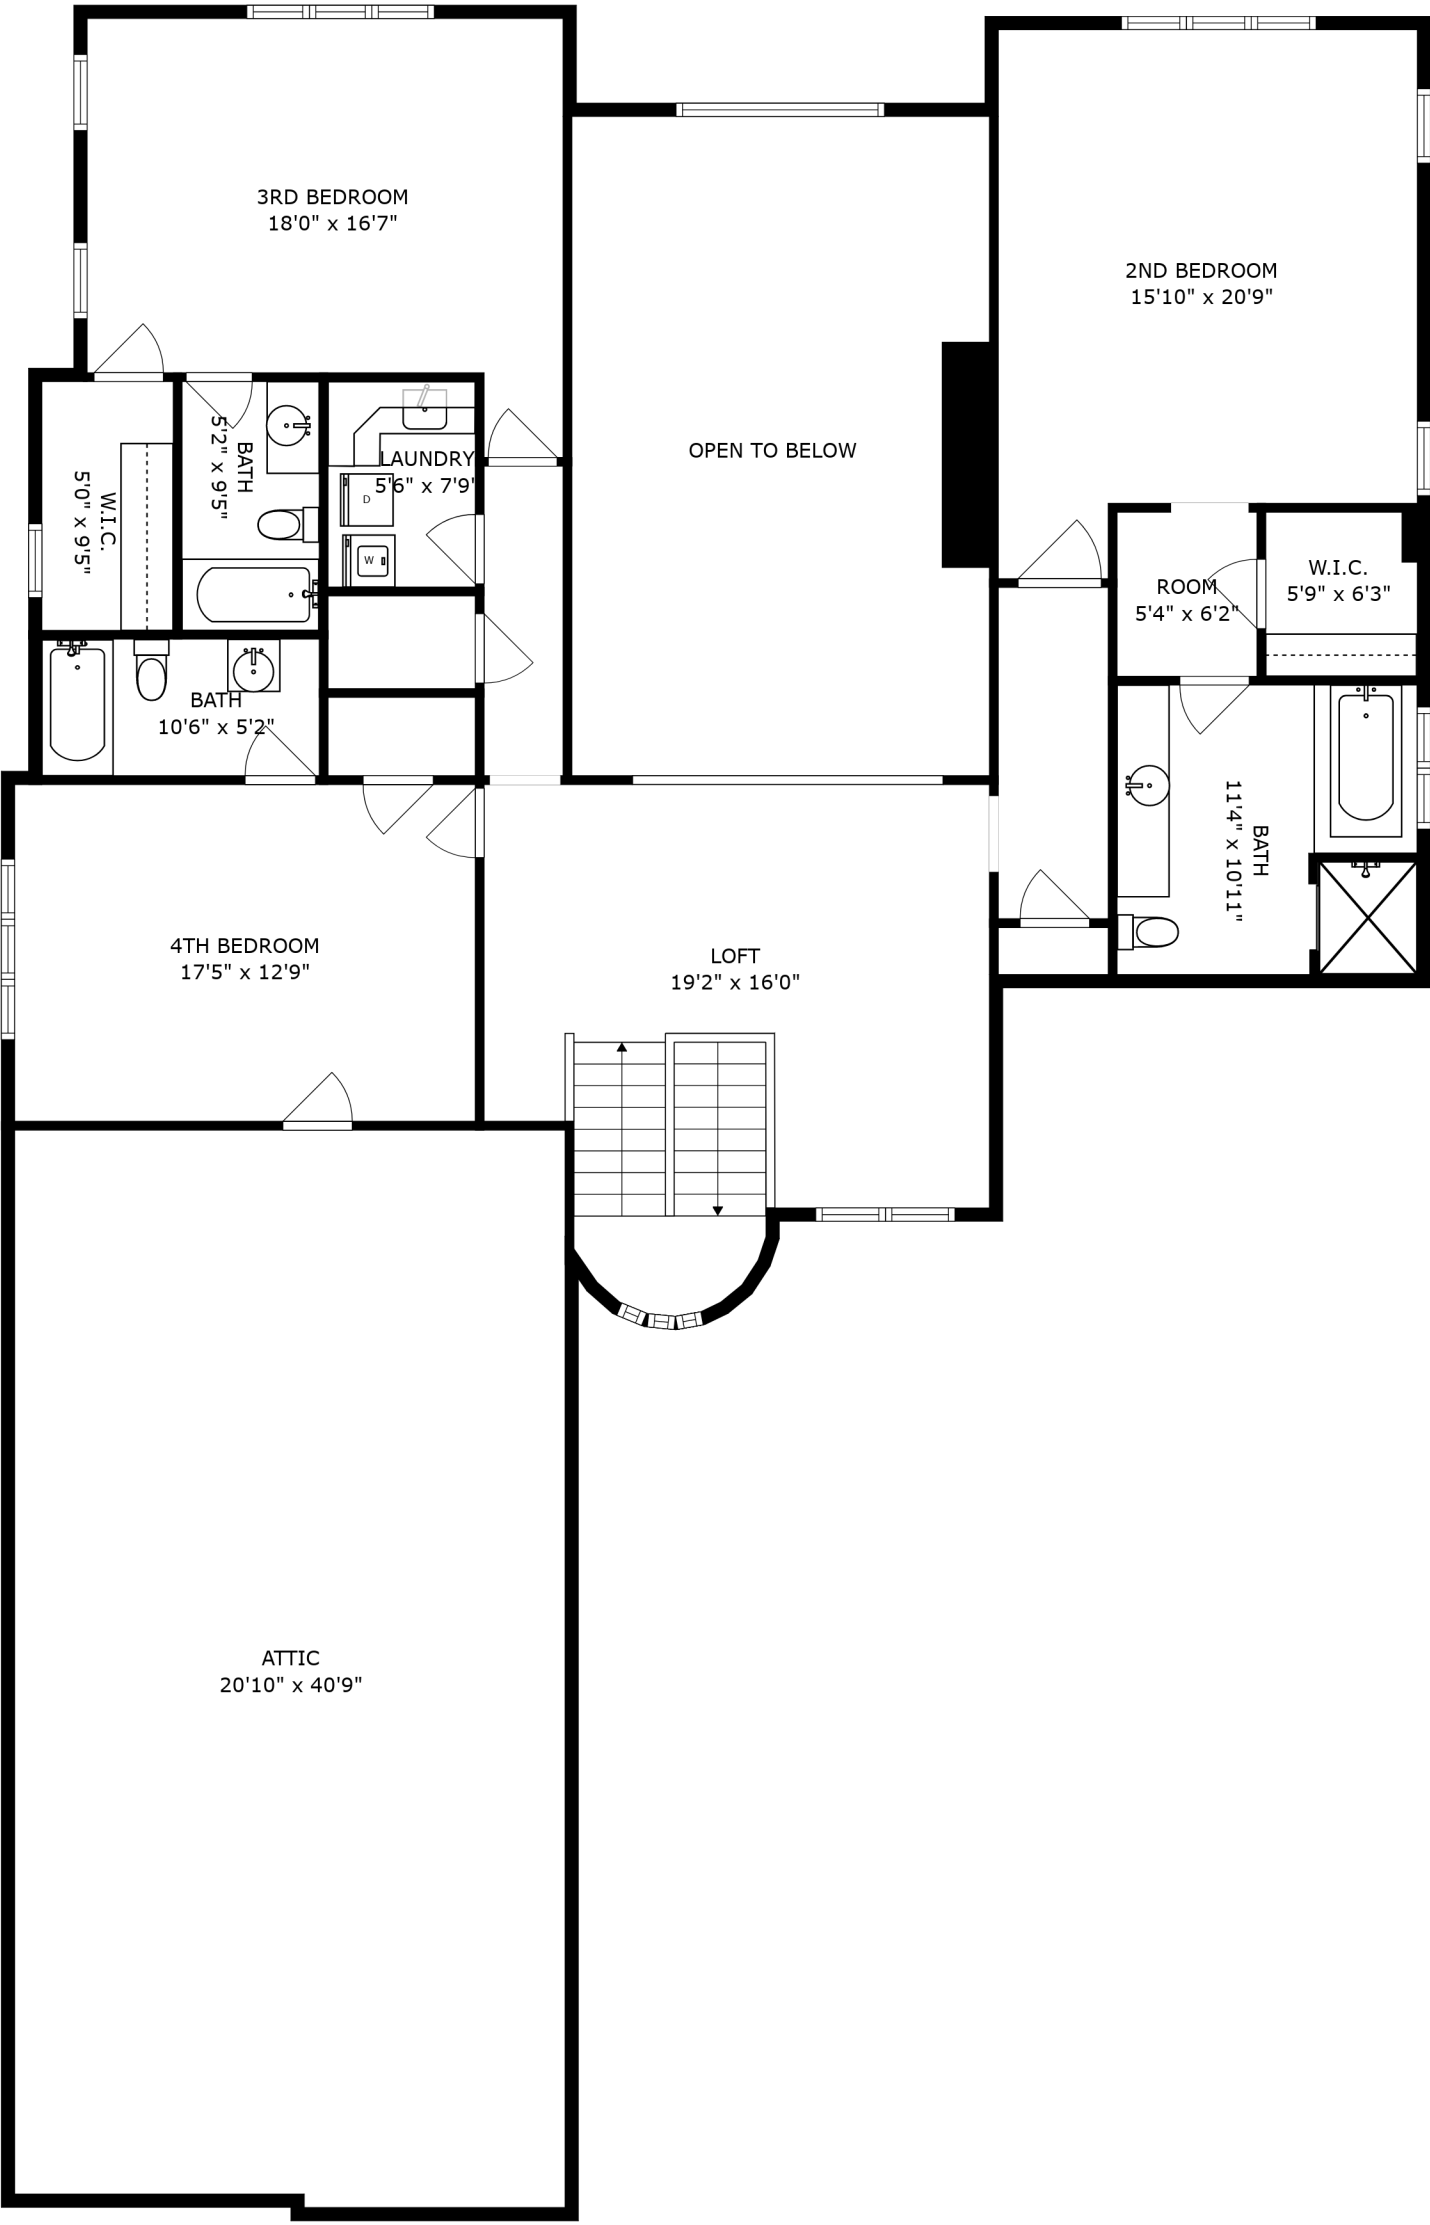 3RD BEDROOM
18'0" x 16'7"
2ND BEDROOM
15'10" x 20'9"
OPEN TO BELOW
LAUNDRY
5'6" x 7'9"
D
W
BATH
5'2" x 9'5"
W.I.C.
5'0" x 9'5"
ROOM
5'4" x 6'2"
W.I.C.
5'9" x 6'3"
BATH
10'6" x 5'2"
BATH
11'4" x 10'11"
4TH BEDROOM
17'5" x 12'9"
LOFT
19'2" x 16'0"
ATTIC
20'10" x 40'9"